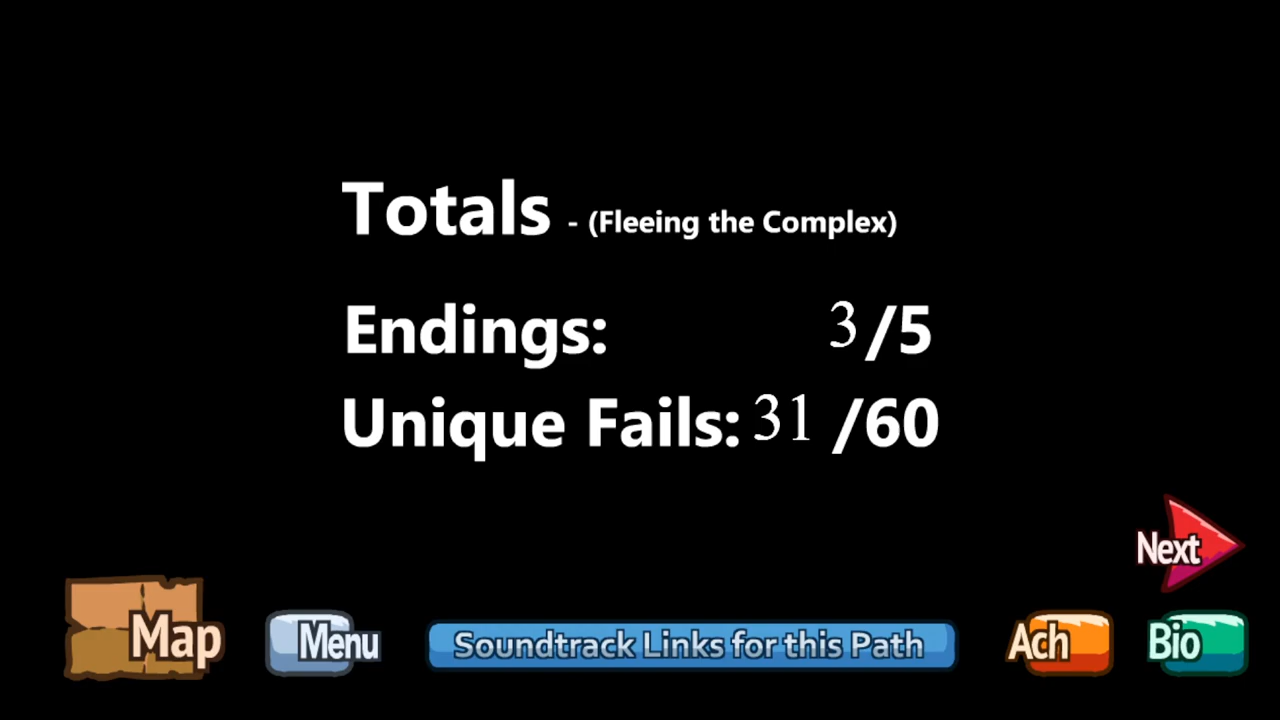 Totals - (Fleeing the Complex)
Endings: 3/5
Unique Fails: 31 /60
Next
Map
Menu
Soundtrack Links for this Path
Ach
Bio